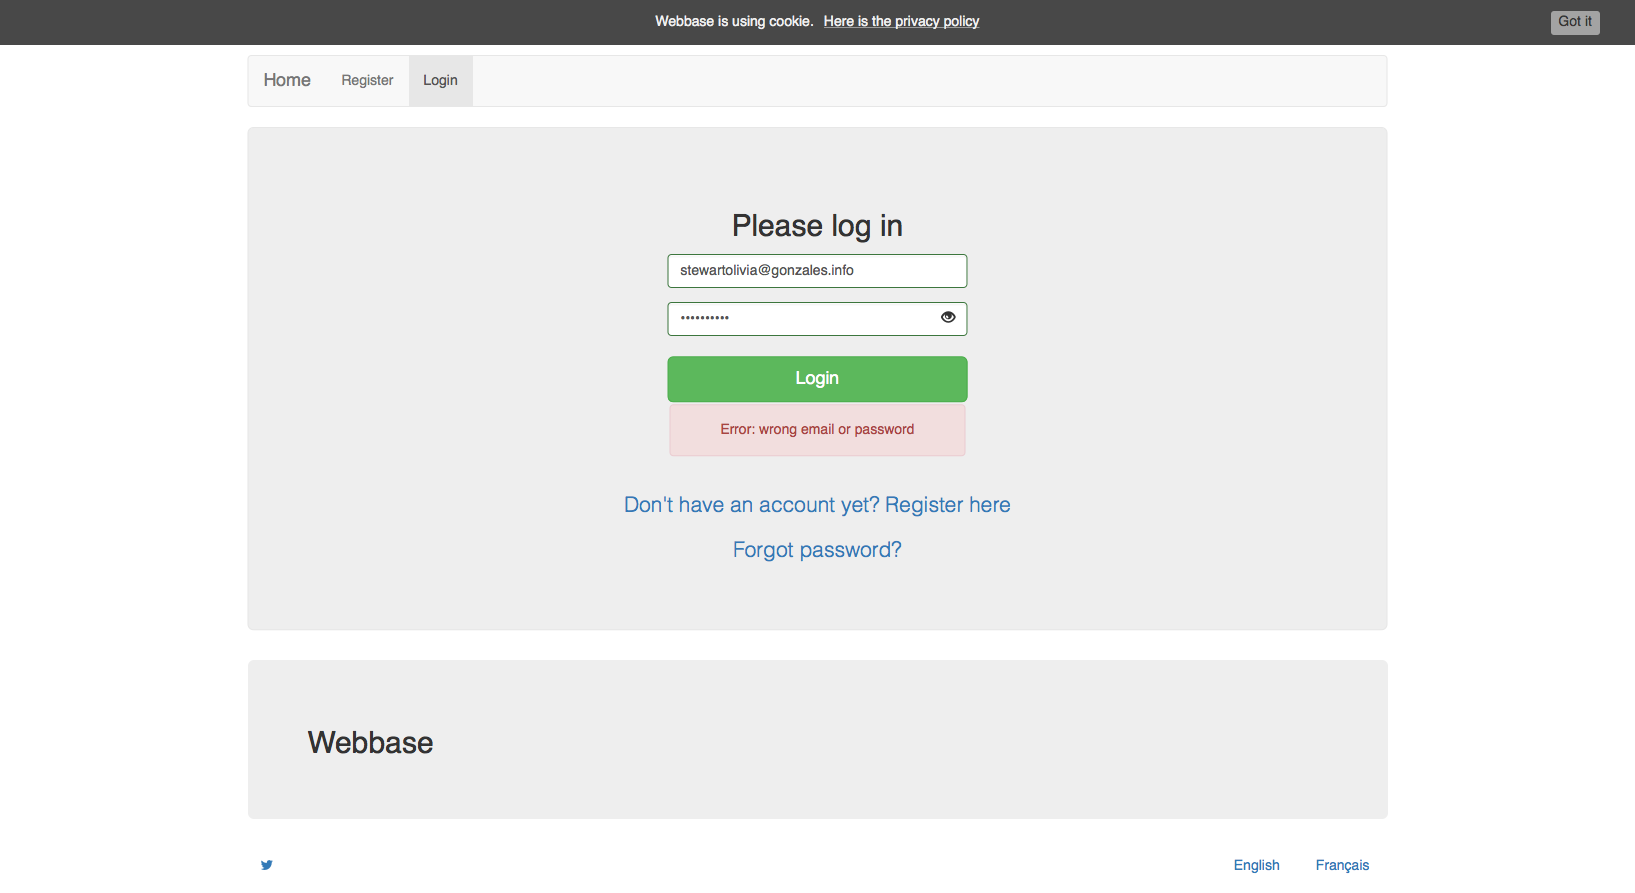 Webbase is using cookie. Here is the privacy policy
Got it
Home Register Login
Please log in
stewartolivia@gonzales.info
••••••••••
Login
Error: wrong email or password
Don't have an account yet? Register here
Forgot password?
Webbase
English Français